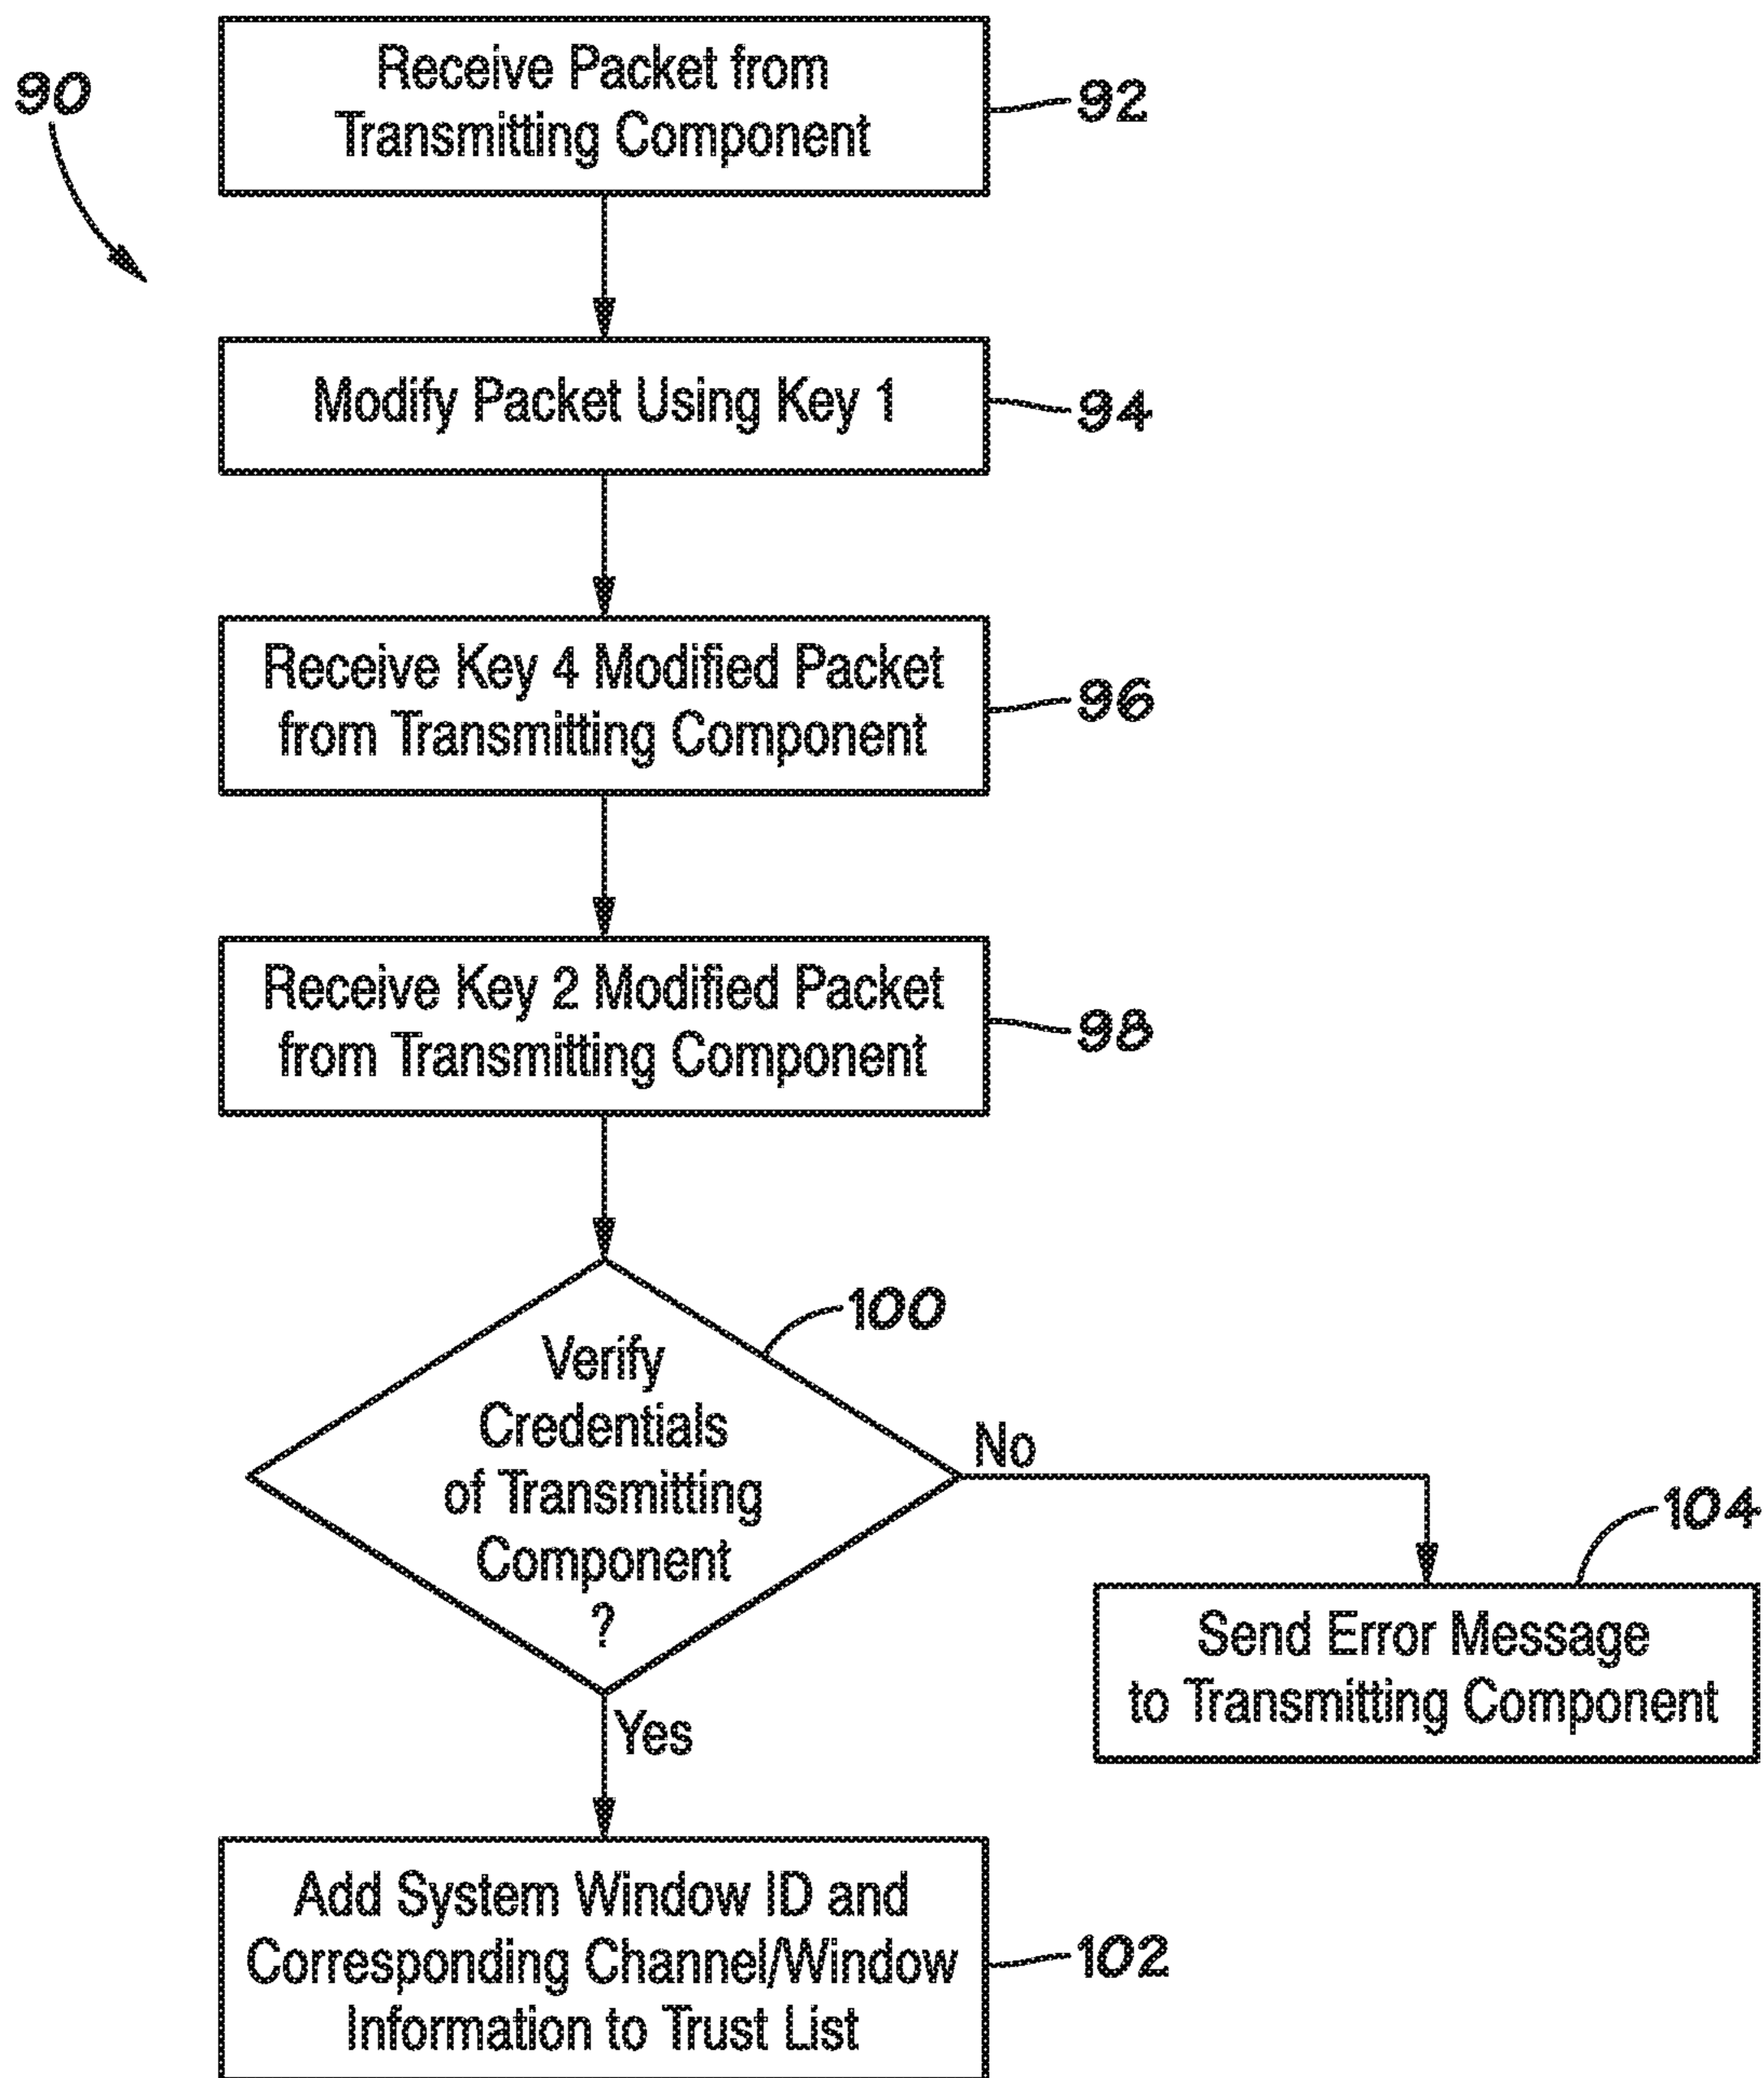 90
Receive Packet from
Transmitting Component
92
Modify Packet Using Key 1
94
Receive Key 4 Modified Packet
from Transmitting Component
96
Receive Key 2 Modified Packet
from Transmitting Component
98
100
Verify
Credentials
of Transmitting
Component
?
No
104
Send Error Message
to Transmitting Component
Yes
Add System Window ID and
Corresponding Channel/Window
Information to Trust List
102